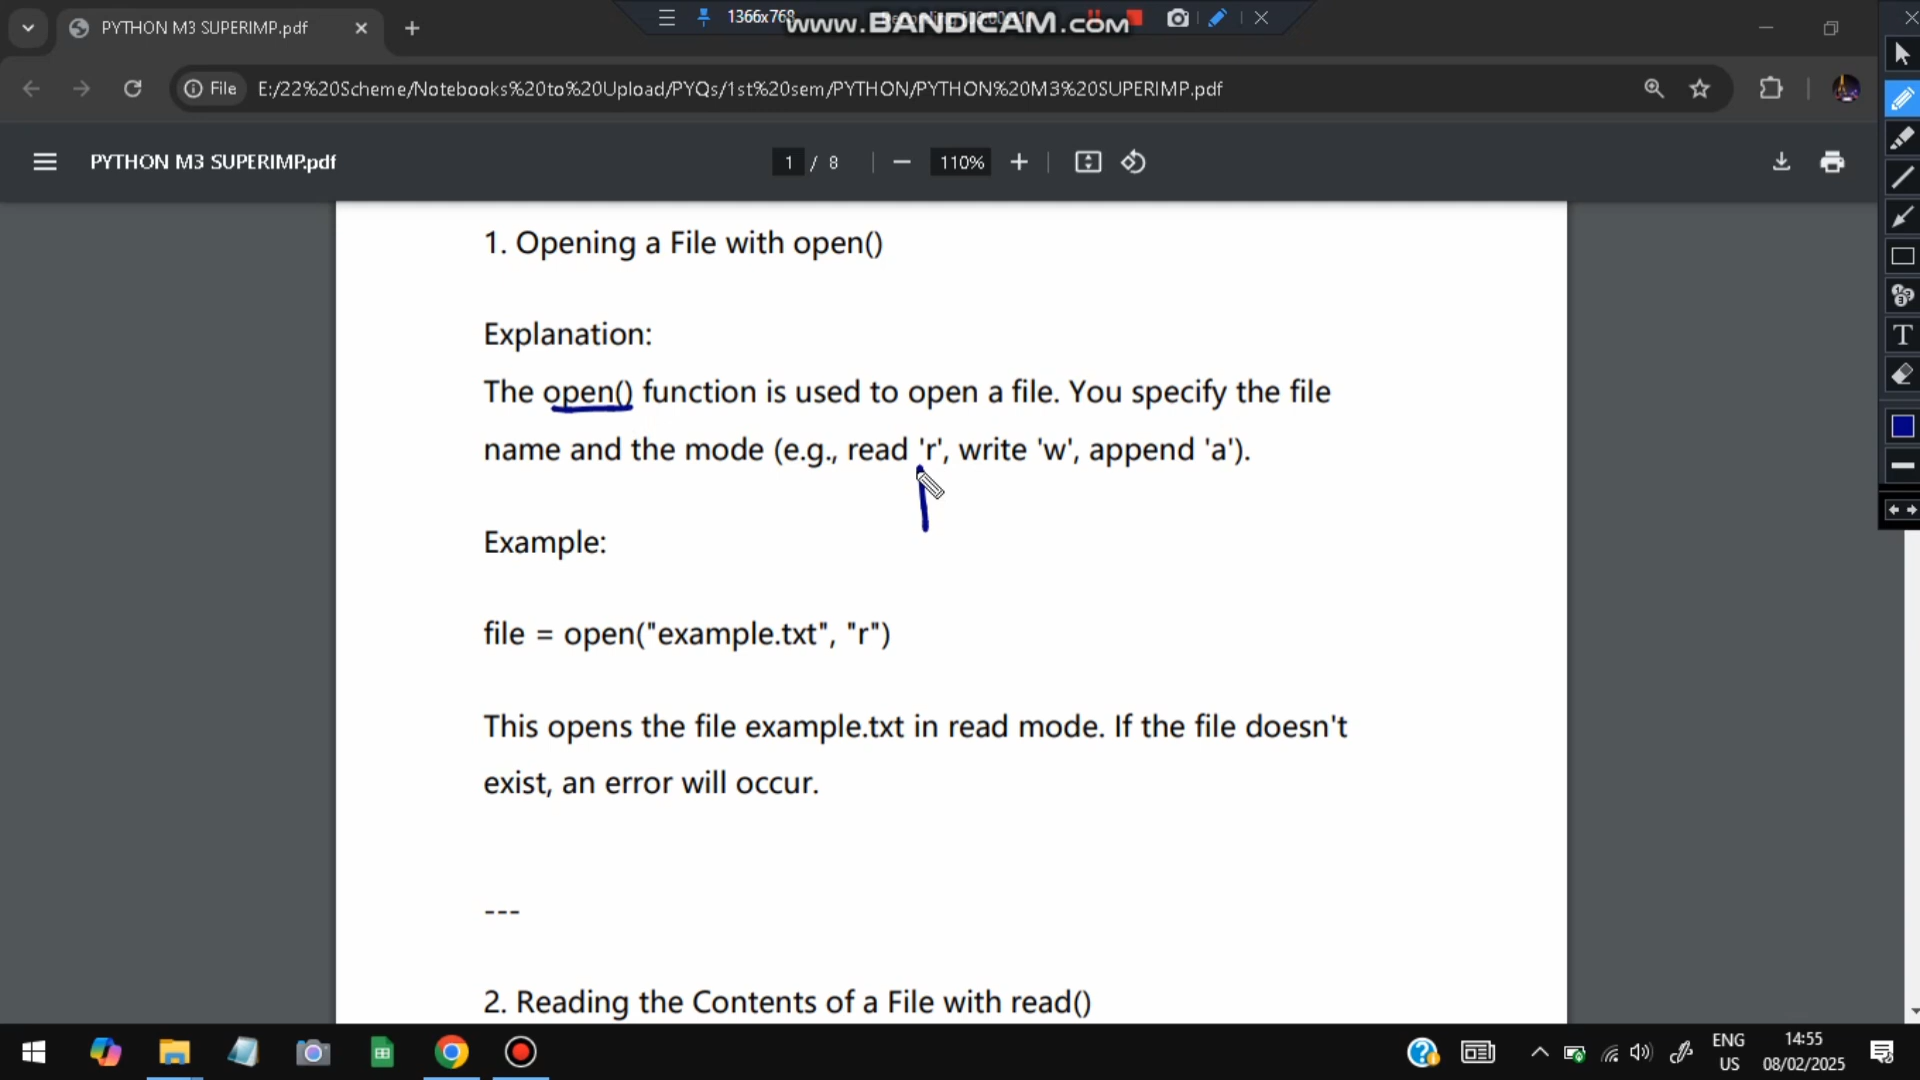 PYTHON M3 SUPERIMP.pdf
1366x768
www.BANDICAM.com
File
E:/22%20Scheme/Notebooks%20to%20Upload/PYQs/1st%20sem/PYTHON/PYTHON%20M3%20SUPERIMP.pdf
PYTHON M3 SUPERIMP.pdf
1 / 8
110%
1. Opening a File with open()
Explanation:
The open() function is used to open a file. You specify the file
name and the mode (e.g., read 'r', write 'w', append 'a').
Example:
file = open("example.txt", "r")
This opens the file example.txt in read mode. If the file doesn't
exist, an error will occur.
---
2. Reading the Contents of a File with read()
ENG
US
14:55
08/02/2025